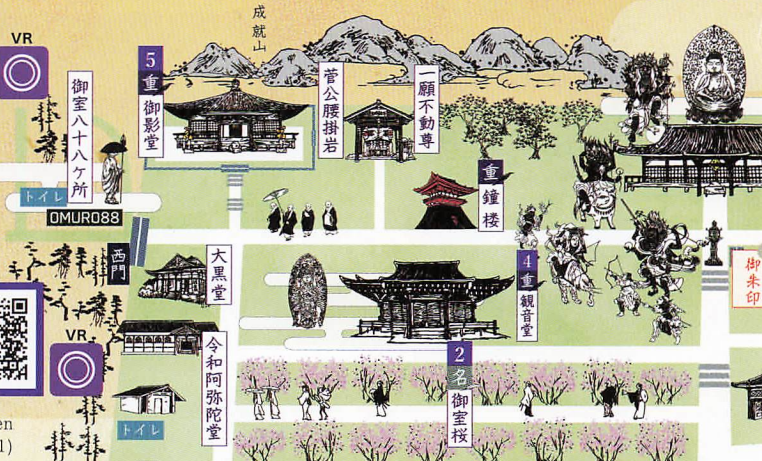 成就山
VR
5
重
御影堂
御室八十八ケ所
菅公腰掛岩
一願不動尊
重
鐘楼
トイレ
OMURO88
西門
大黒堂
4
重
観音堂
御朱印
VR
令和阿弥陀堂
2
名
御室桜
トイレ
en
1)